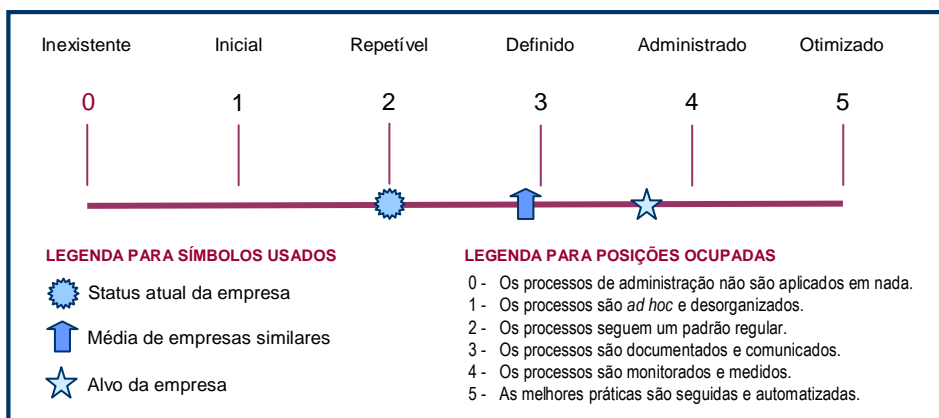 Inexistente Inicial Repetível Definido Administrado Otimizado
0 1 2 3 4 5
LEGENDA PARA SÍMBOLOS USADOS
Status atual da empresa
Média de empresas similares
Alvo da empresa
LEGENDA PARA POSIÇÕES OCUPADAS
0 - Os processos de administração não são aplicados em nada.
1 - Os processos são ad hoc e desorganizados.
2 - Os processos seguem um padrão regular.
3 - Os processos são documentados e comunicados.
4 - Os processos são monitorados e medidos.
5 - As melhores práticas são seguidas e automatizadas.